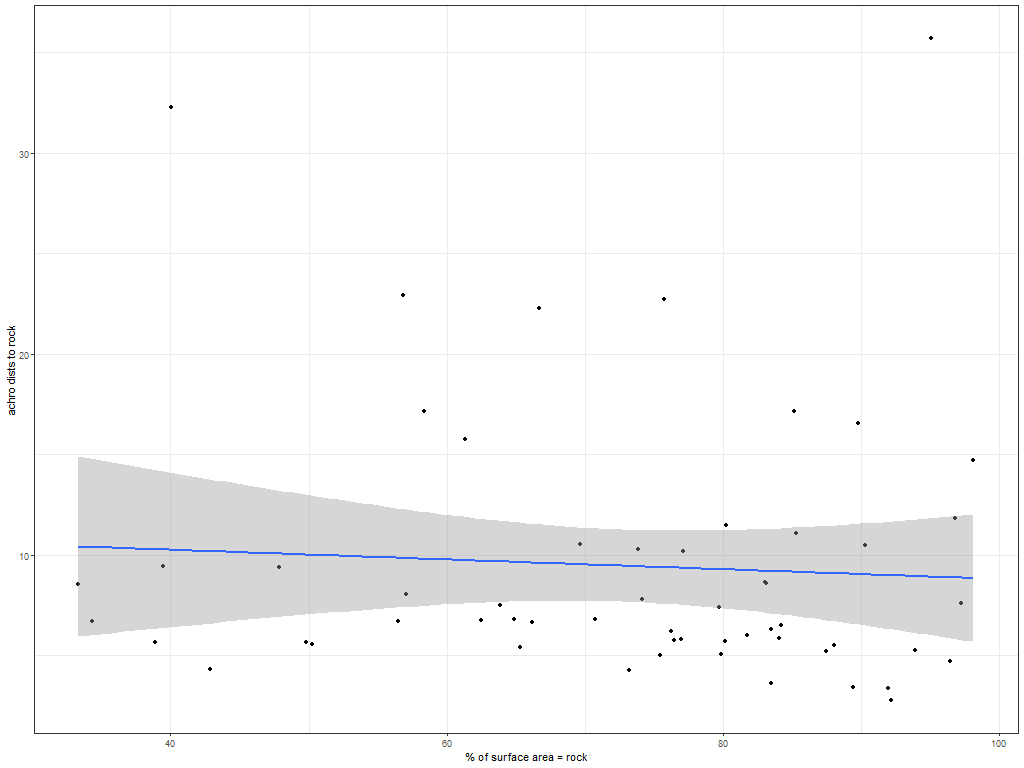 30
20
10
achro dists to rock
40 60 80 100
% of surface area = rock